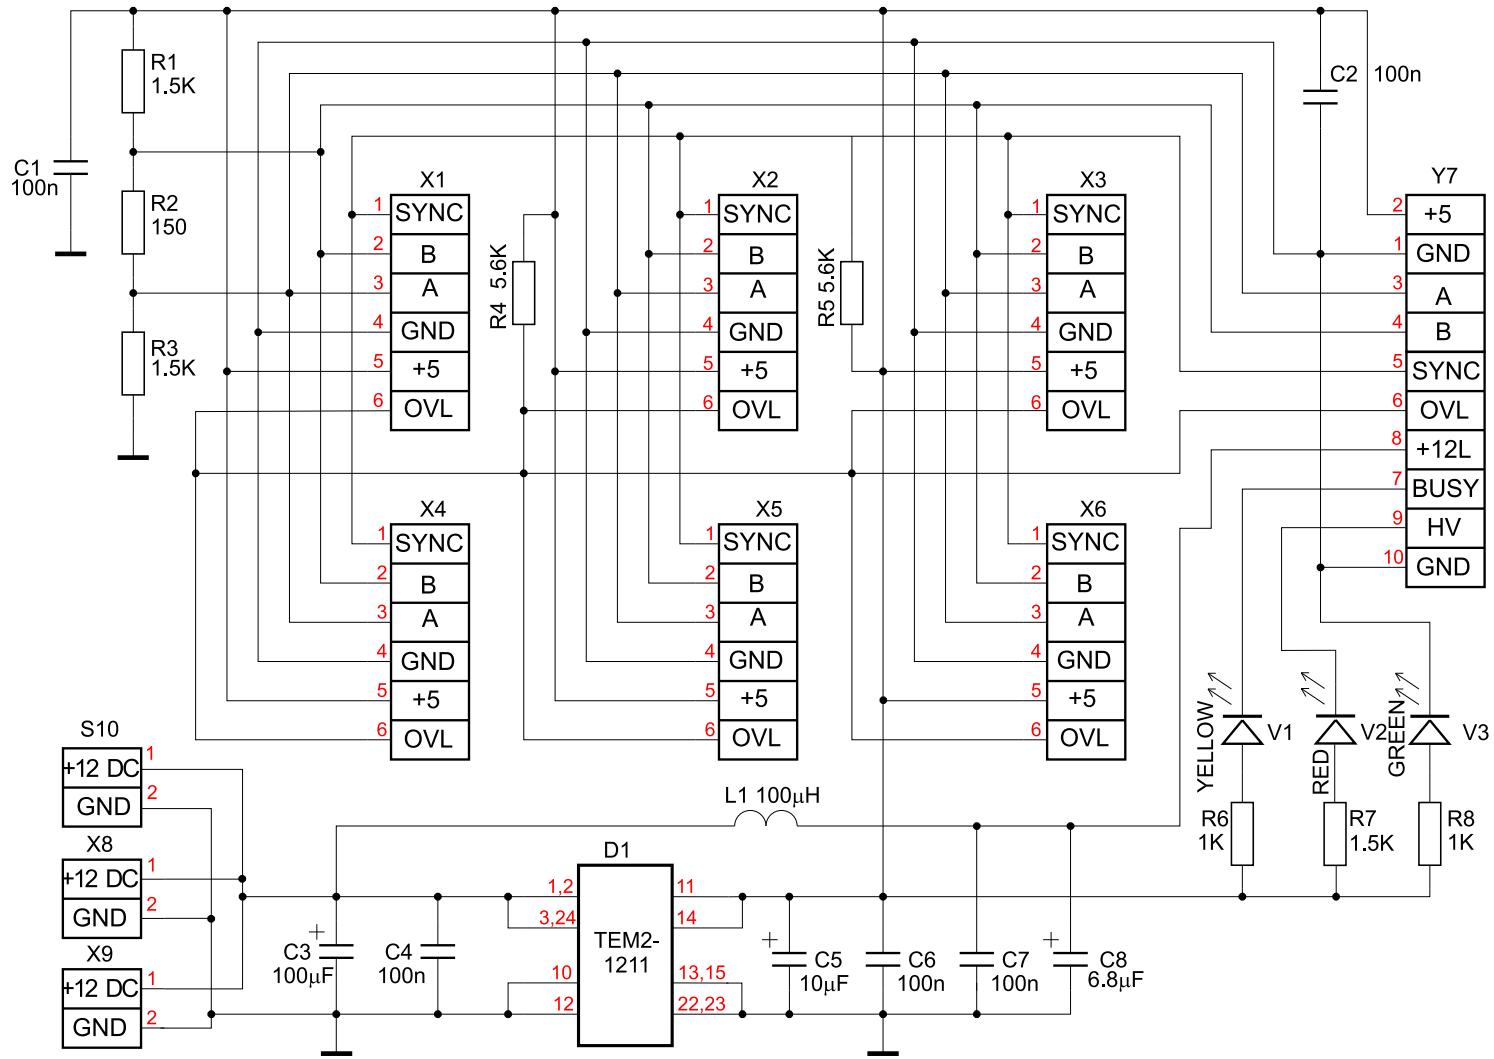 R1
1.5K
C1
100n
R2
150
R3
1.5K
X1
1 SYNC
2 B
3 A
4 GND
5 +5
6 OVL
R4 5.6K
X2
1 SYNC
2 B
3 A
4 GND
5 +5
6 OVL
R5 5.6K
X3
1 SYNC
2 B
3 A
4 GND
5 +5
6 OVL
C2 100n
Y7
2 +5
1 GND
3 A
4 B
5 SYNC
6 OVL
8 +12L
7 BUSY
9 HV
10 GND
X4
1 SYNC
2 B
3 A
4 GND
5 +5
6 OVL
X5
1 SYNC
2 B
3 A
4 GND
5 +5
6 OVL
X6
1 SYNC
2 B
3 A
4 GND
5 +5
6 OVL
YELLOW
V1
RED
V2
GREEN
V3
R6
1K
R7
1.5K
R8
1K
S10
+12 DC 1
GND 2
X8
+12 DC 1
GND 2
X9
+12 DC 1
GND 2
L1 100μH
D1
1,2
3,24
10
12
TEM2-
1211
11
14
13,15
22,23
+
C3
100μF
C4
100n
+
C5
10μF
C6
100n
C7
100n
+
C8
6.8μF